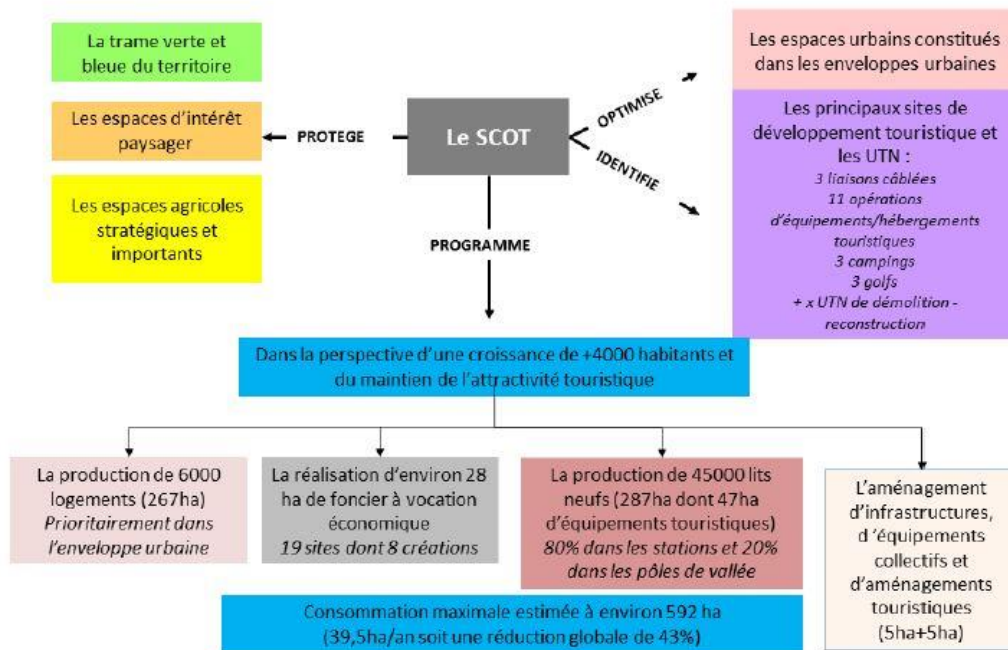 La trame verte et
bleue du territoire
Les espaces d'intérêt
paysager
Les espaces agricoles
stratégiques et
importants
PROTEGE
Le SCOT
OPTIMISE
IDENTIFIE
PROGRAMME
Les espaces urbains constitués
dans les enveloppes urbaines
Les principaux sites de
développement touristique et
les UTN :
3 liaisons câblées
11 opérations
d'équipements/hébergements
touristiques
3 campings
3 golfs
+ x UTN de démolition -
reconstruction
Dans la perspective d'une croissance de +4000 habitants et
du maintien de l'attractivité touristique
La production de 6000
logements (267ha)
Prioritairement dans
l'enveloppe urbaine
La réalisation d'environ 28
ha de foncier à vocation
économique
19 sites dont 8 créations
La production de 45000 lits
neufs (287ha dont 47ha
d'équipements touristiques)
80% dans les stations et 20%
dans les pôles de vallée
L'aménagement
d'infrastructures,
d 'équipements
collectifs et
d'aménagements
touristiques
(5ha+5ha)
Consommation maximale estimée à environ 592 ha
(39,5ha/an soit une réduction globale de 43%)